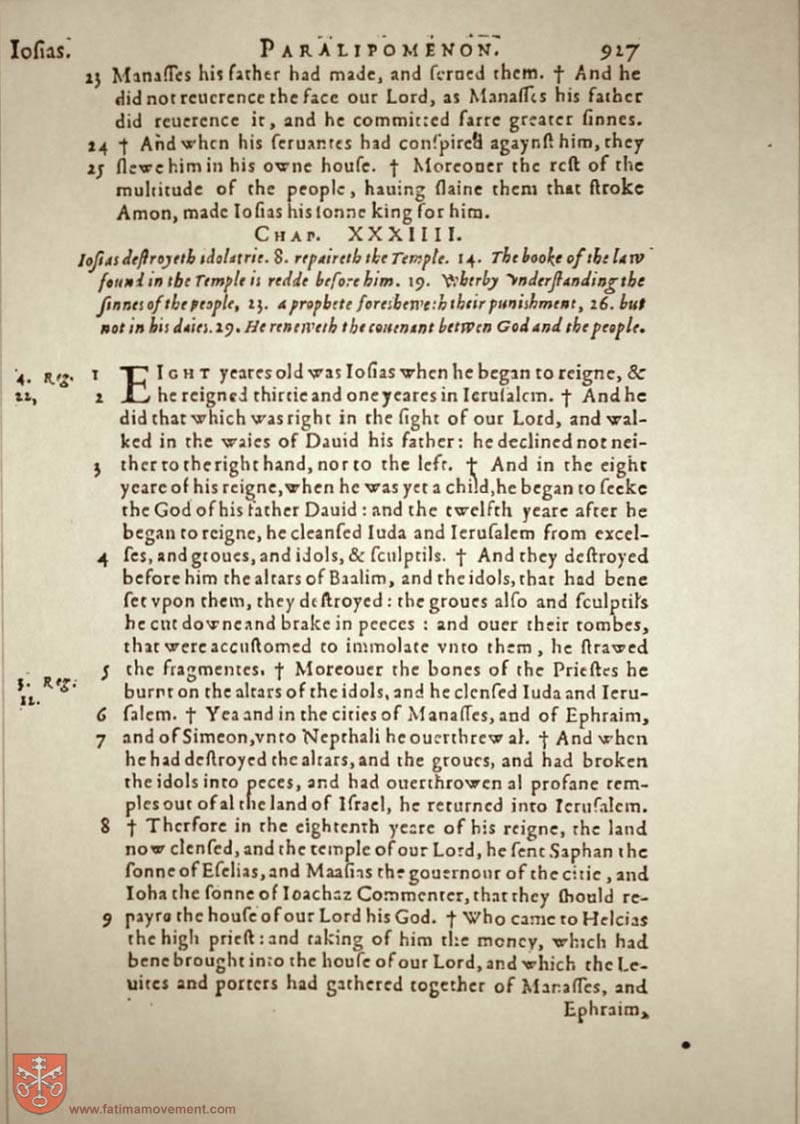 Iosias. PARALIPOMENON. 917
23 Manasses his father had made, and serued them. † And he
did not reuerence the face our Lord, as Manasses his father
did reuerence it, and he committed farre greater sinnes.
24 † And when his seruantes had conspired agaynst him, they
25 slewe him in his owne house. † Moreouer the rest of the
multitude of the people, hauing slaine them that stroke
Amon, made Iosias his sonne king for him.
CHAP. XXXIIII.
Iosias destroyeth idolatrie. 8. repaireth the Temple. 14. The booke of the law
found in the Temple is redde before him. 19. Wherby vnderstanding the
sinnes of the people, 23. a prophete foresheweth their punishment, 26. but
not in his daies. 29. He reneweth the couenant betwen God and the people.
4. Reg. 1 EIGHT yeares old was Iosias when he began to reigne, &
22, 2 he reigned thirtie and one yeares in Ierusalem. † And he
did that which was right in the sight of our Lord, and wal-
ked in the waies of Dauid his father: he declined not nei-
3 ther to the right hand, nor to the left. † And in the eight
yeare of his reigne, when he was yet a child, he began to seeke
the God of his father Dauid : and the twelfth yeare after he
began to reigne, he cleansed Iuda and Ierusalem from excel-
4 ses, and groues, and idols, & sculptils. † And they destroyed
before him the altars of Baalim, and the idols, that had bene
set vpon them, they destroyed : the groues also and sculptils
he cut downe and brake in peeces : and ouer their tombes,
that were accustomed to immolate vnto them, he strawed
5 the fragmentes. † Moreouer the bones of the Priestes he
3. Reg. burnt on the altars of the idols, and he clensed Iuda and Ieru-
11. 6 salem. † Yea and in the cities of Manasses, and of Ephraim,
7 and of Simeon, vnto Nepthali he ouerthrew al. † And when
he had destroyed the altars, and the groues, and had broken
the idols into peces, and had ouerthrowen al profane tem-
ples out of al the land of Israel, he returned into Ierusalem.
8 † Therfore in the eightenth yeare of his reigne, the land
now clensed, and the temple of our Lord, he sent Saphan the
sonne of Eselias, and Maasias the gouernour of the citie , and
Ioha the sonne of Ioachaz Commenter, that they should re-
9 payre the house of our Lord his God. † Who came to Helcias
the high priest : and taking of him the money, which had
bene brought into the house of our Lord, and which the Le-
uites and porters had gathered together of Manasses, and
Ephraim,
www.fatimamovement.com